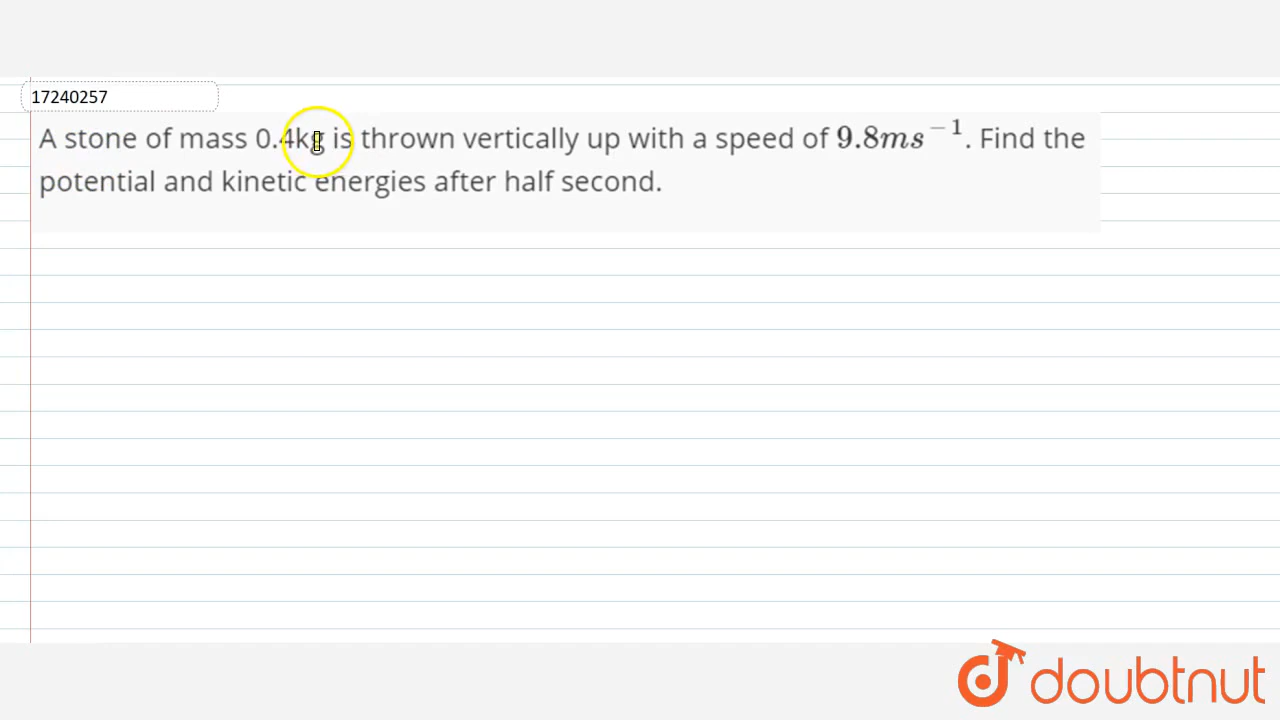 17240257
A stone of mass 0.4kg is thrown vertically up with a speed of 9.8ms⁻¹. Find the
potential and kinetic energies after half second.
doubtnut